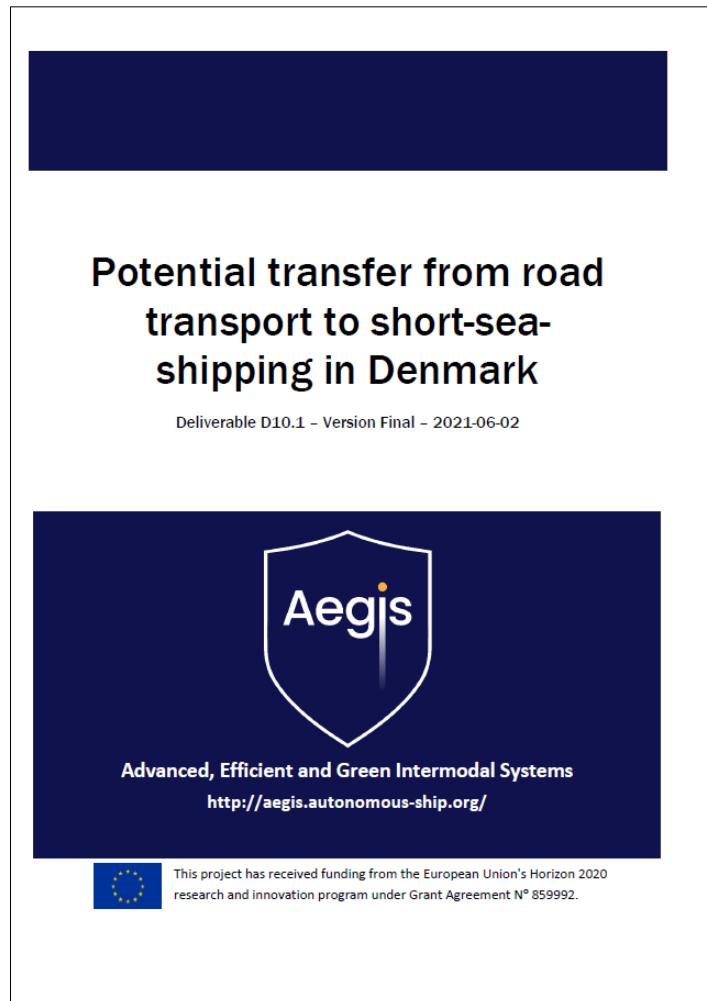 Potential transfer from road
transport to short-sea-
shipping in Denmark
Deliverable D10.1 – Version Final – 2021-06-02
Aegis
Advanced, Efficient and Green Intermodal Systems
http://aegis.autonomous-ship.org/
This project has received funding from the European Union's Horizon 2020
research and innovation program under Grant Agreement N° 859992.